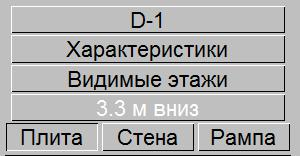 D-1
Характеристики
Видимые этажи
3.3 м вниз
Плита Стена Рампа